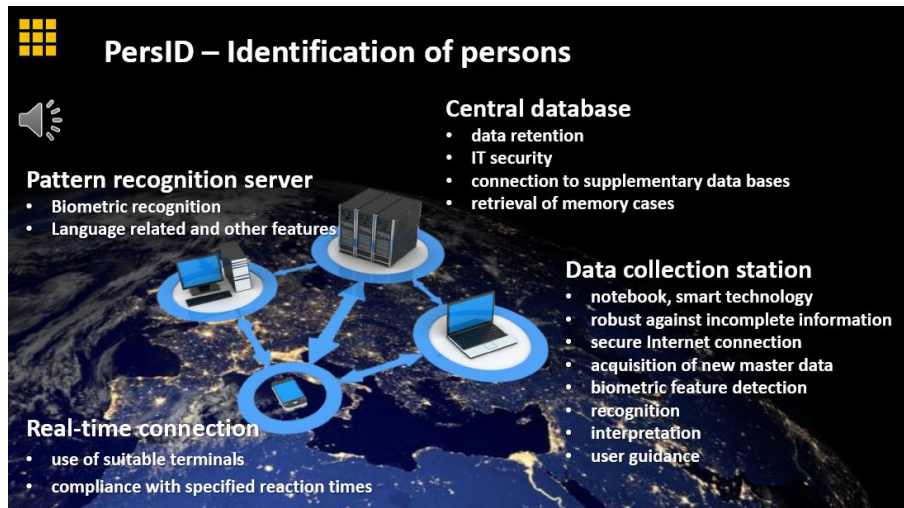 PersID – Identification of persons
Central database
• data retention
• IT security
• connection to supplementary data bases
• retrieval of memory cases
Pattern recognition server
• Biometric recognition
• Language related and other features
Data collection station
• notebook, smart technology
• robust against incomplete information
• secure Internet connection
• acquisition of new master data
• biometric feature detection
• recognition
• interpretation
• user guidance
Real-time connection
• use of suitable terminals
• compliance with specified reaction times